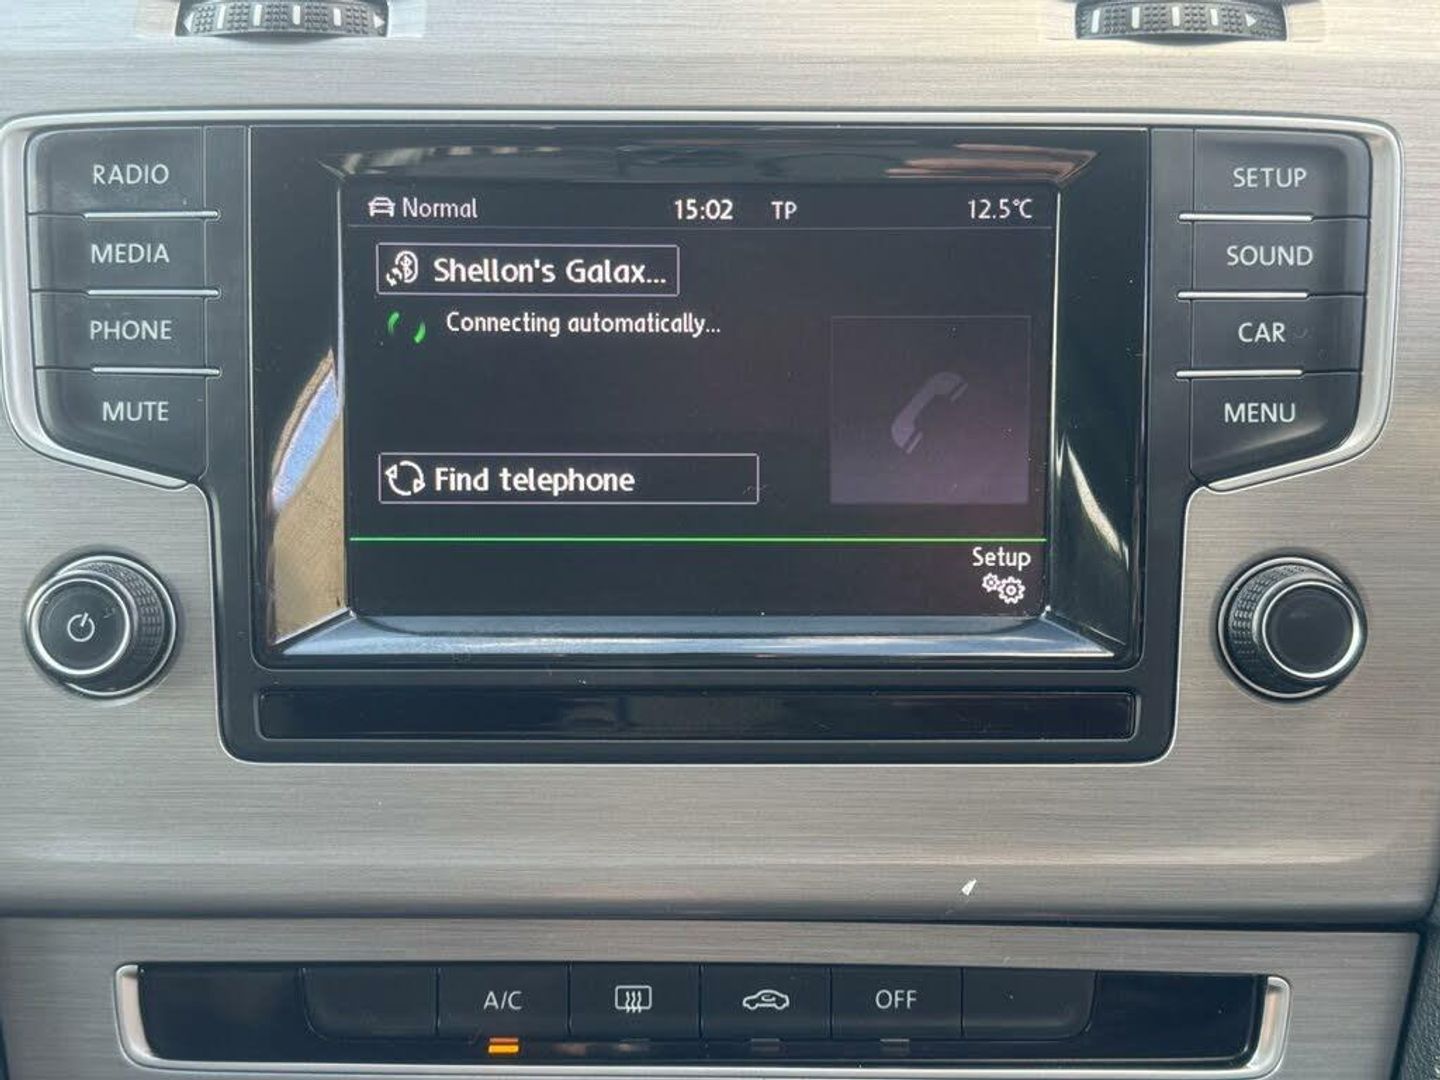 RADIO
MEDIA
PHONE
MUTE
Normal 15:02 TP 12.5°C
Shellon's Galax...
Connecting automatically...
Find telephone
Setup
SETUP
SOUND
CAR
MENU
A/C
OFF